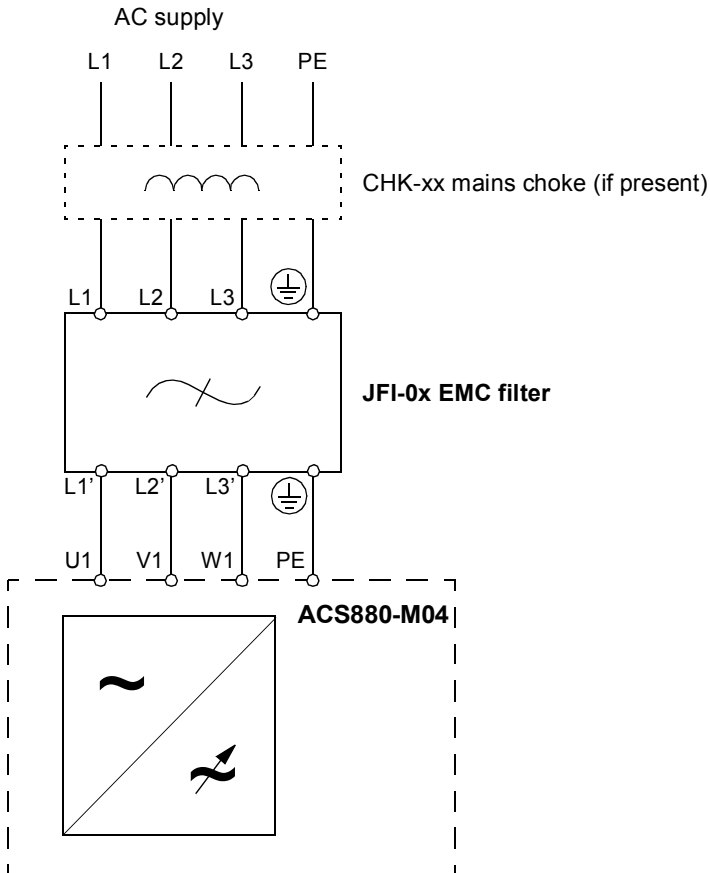 AC supply
L1 L2 L3 PE
CHK-xx mains choke (if present)
L1 L2 L3
JFI-0x EMC filter
L1’ L2’ L3’
U1 V1 W1 PE
ACS880-M04